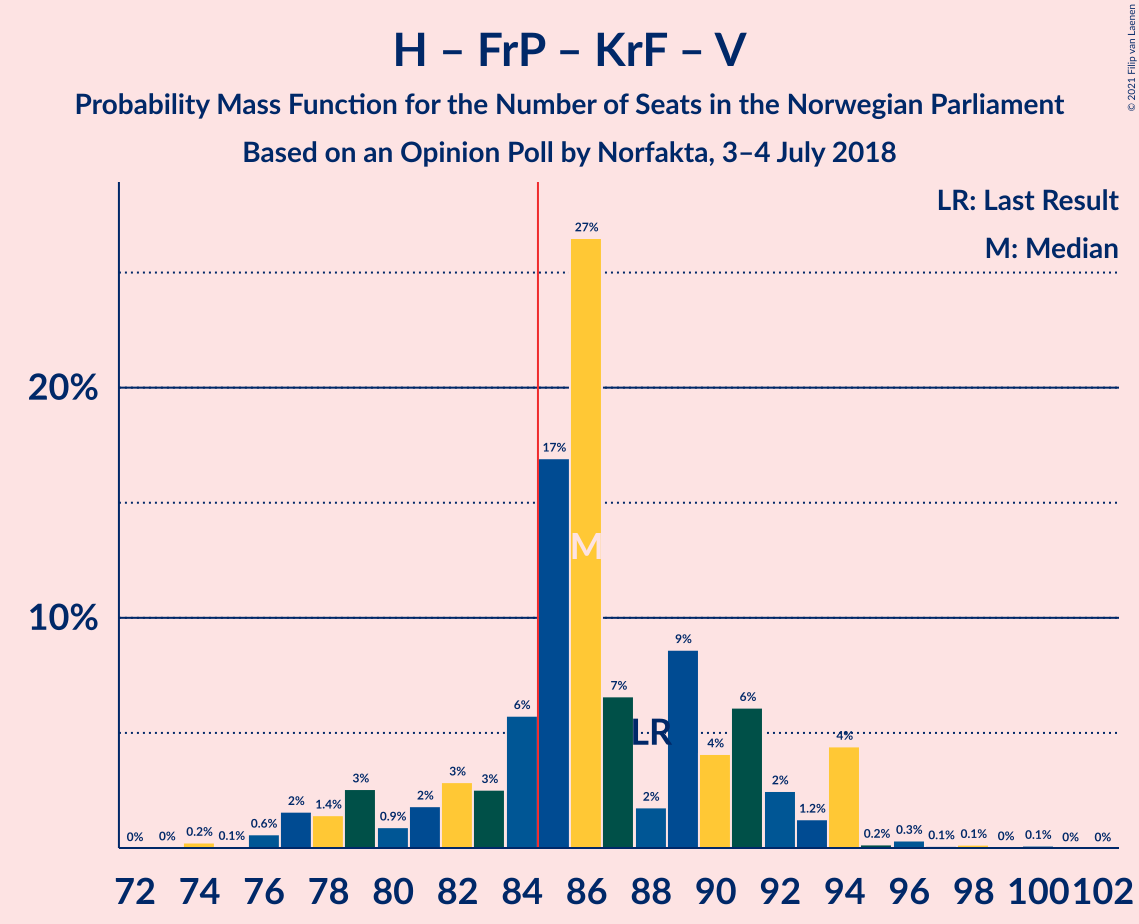 H – FrP – KrF – V
Probability Mass Function for the Number of Seats in the Norwegian Parliament
Based on an Opinion Poll by Norfakta, 3–4 July 2018
© 2021 Filip van Laenen
LR: Last Result
M: Median
20%
10%
0% 0% 0.2% 0.1% 0.6% 2% 1.4% 3% 0.9% 2% 3% 3% 6% 17% 27% 7% 2% 9% 4% 6% 2% 1.2% 4% 0.2% 0.3% 0.1% 0.1% 0% 0.1% 0% 0%
M
LR
72 74 76 78 80 82 84 86 88 90 92 94 96 98 100 102